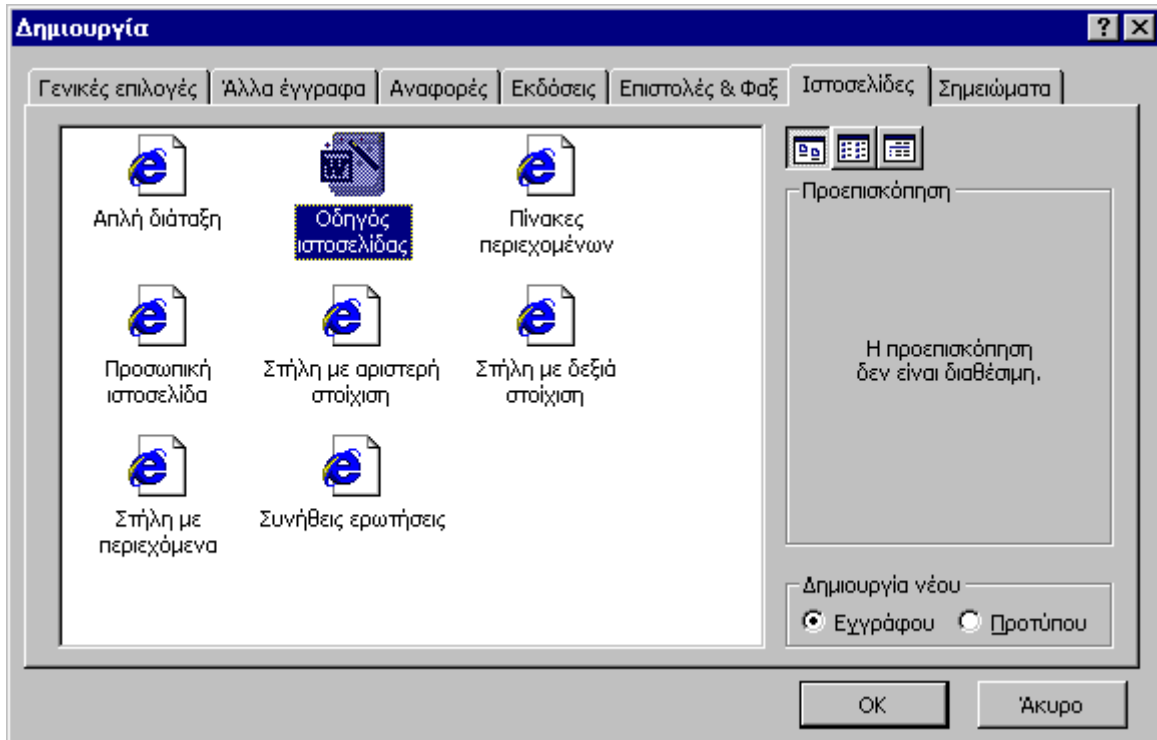 Δημιουργία
Γενικές επιλογές Άλλα έγγραφα Αναφορές Εκδόσεις Επιστολές & Φαξ Ιστοσελίδες Σημειώματα
Απλή διάταξη
Οδηγός
ιστοσελίδας
Πίνακες
περιεχομένων
Προσωπική
ιστοσελίδα
Στήλη με αριστερή
στοίχιση
Στήλη με δεξιά
στοίχιση
Στήλη με
περιεχόμενα
Συνήθεις ερωτήσεις
Προεπισκόπηση
Η προεπισκόπηση
δεν είναι διαθέσιμη.
Δημιουργία νέου
Εγγράφου Προτύπου
OK Άκυρο